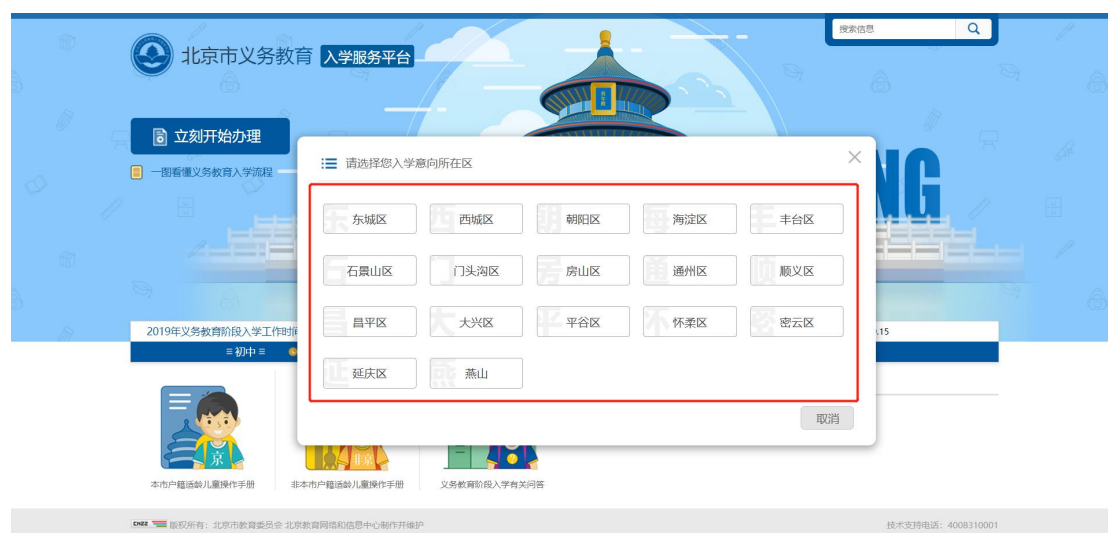 搜索信息
北京市义务教育 入学服务平台
祈年殿
立刻开始办理
一图看懂义务教育入学流程
NG
请选择您入学意向所在区
东城区 西城区 朝阳区 海淀区 丰台区
石景山区 门头沟区 房山区 通州区 顺义区
昌平区 大兴区 平谷区 怀柔区 密云区
延庆区 燕山
取消
2019年义务教育阶段入学工作时间
.15
初中
京
非京
本市户籍适龄儿童操作手册 非本市户籍适龄儿童操作手册 义务教育阶段入学有关问答
CNEE 版权所有：北京市教育委员会 北京教育网络和信息中心制作并维护 技术支持电话：4008310001